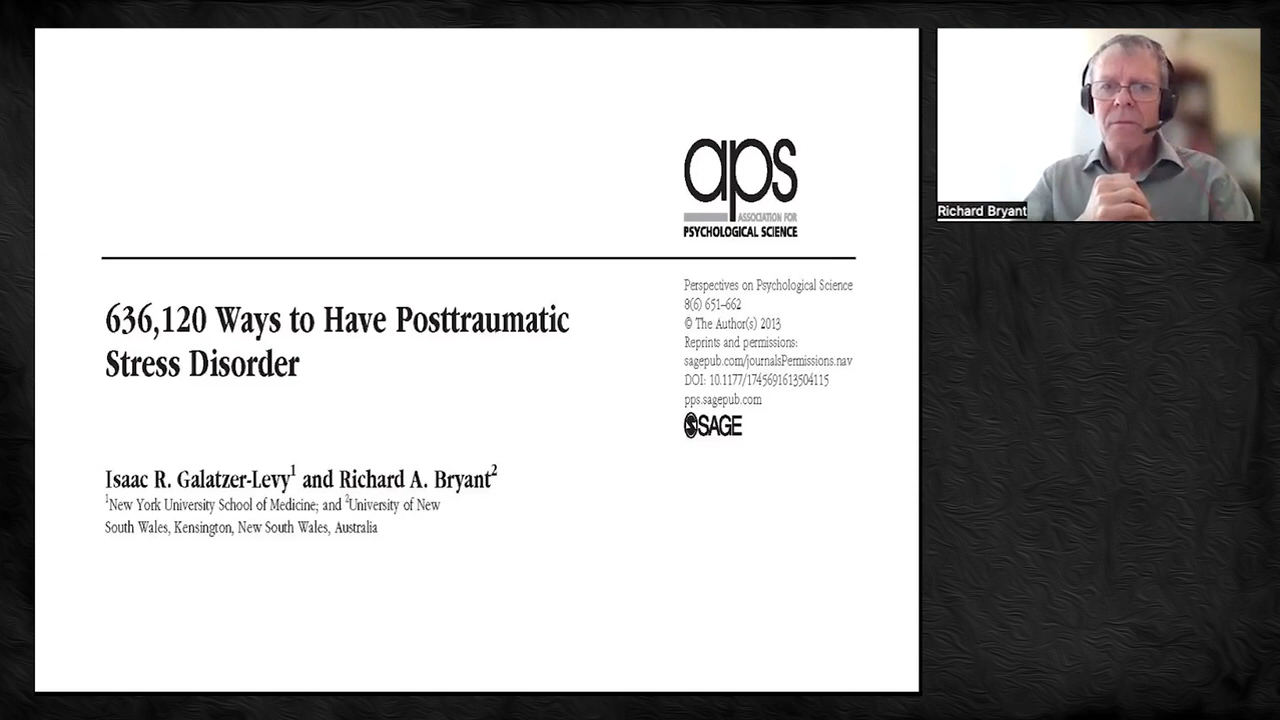 aps
ASSOCIATION FOR
PSYCHOLOGICAL SCIENCE
636,120 Ways to Have Posttraumatic
Stress Disorder
Perspectives on Psychological Science
8(6) 651–662
© The Author(s) 2013
Reprints and permissions:
sagepub.com/journalsPermissions.nav
DOI: 10.1177/1745691613504115
pps.sagepub.com
SAGE
Isaac R. Galatzer-Levy1 and Richard A. Bryant2
1New York University School of Medicine; and 2University of New
South Wales, Kensington, New South Wales, Australia
Richard Bryant